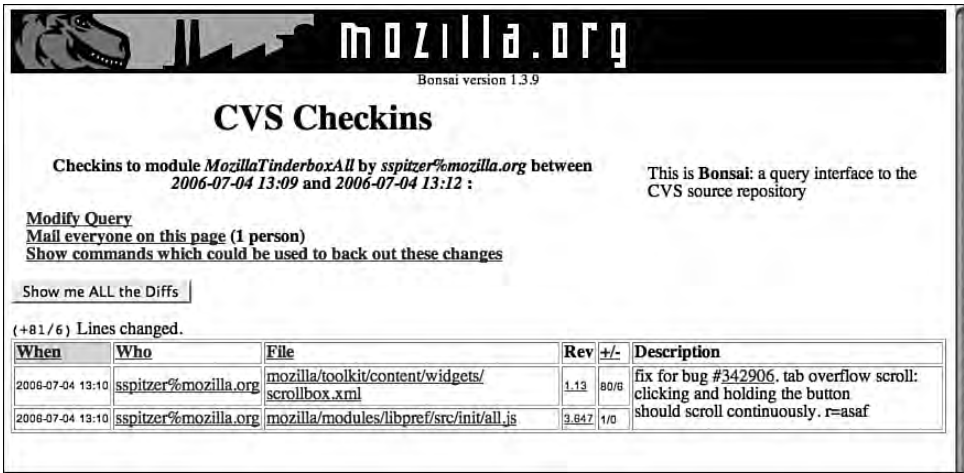 mozilla.org
Bonsai version 1.3.9
CVS Checkins
Checkins to module MozillaTinderboxAll by sspitzer%mozilla.org between
2006-07-04 13:09 and 2006-07-04 13:12 :
This is Bonsai: a query interface to the
CVS source repository
Modify Query
Mail everyone on this page (1 person)
Show commands which could be used to back out these changes
Show me ALL the Diffs
(+81/6) Lines changed.
When Who File Rev +/- Description
2006-07-04 13:10 sspitzer%mozilla.org mozilla/toolkit/content/widgets/
scrollbox.xml 1.13 80/6 fix for bug #342906. tab overflow scroll:
clicking and holding the button
should scroll continuously. r=asaf
2006-07-04 13:10 sspitzer%mozilla.org mozilla/modules/libpref/src/init/all.js 3.647 1/0